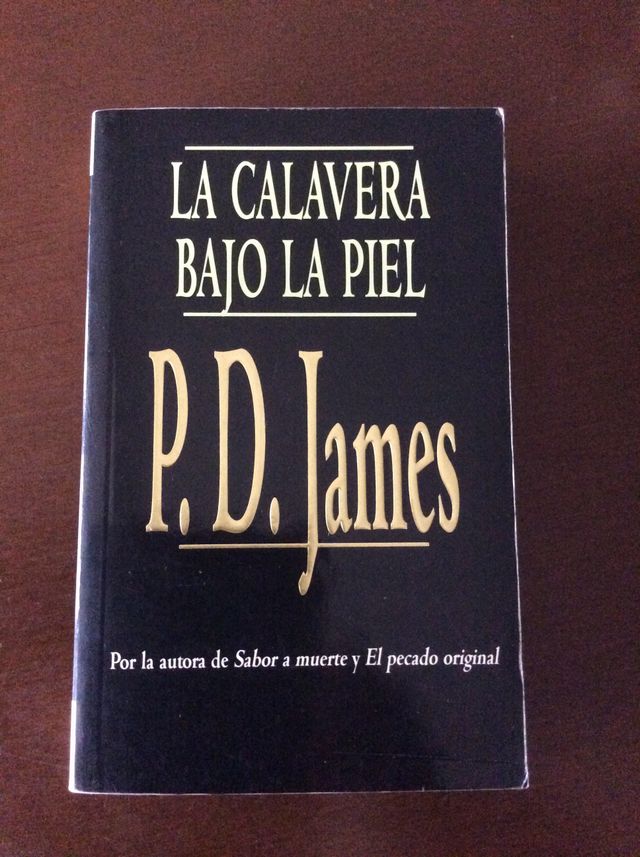 LA CALAVERA
BAJO LA PIEL
P. D. James
Por la autora de Sabor a muerte y El pecado original